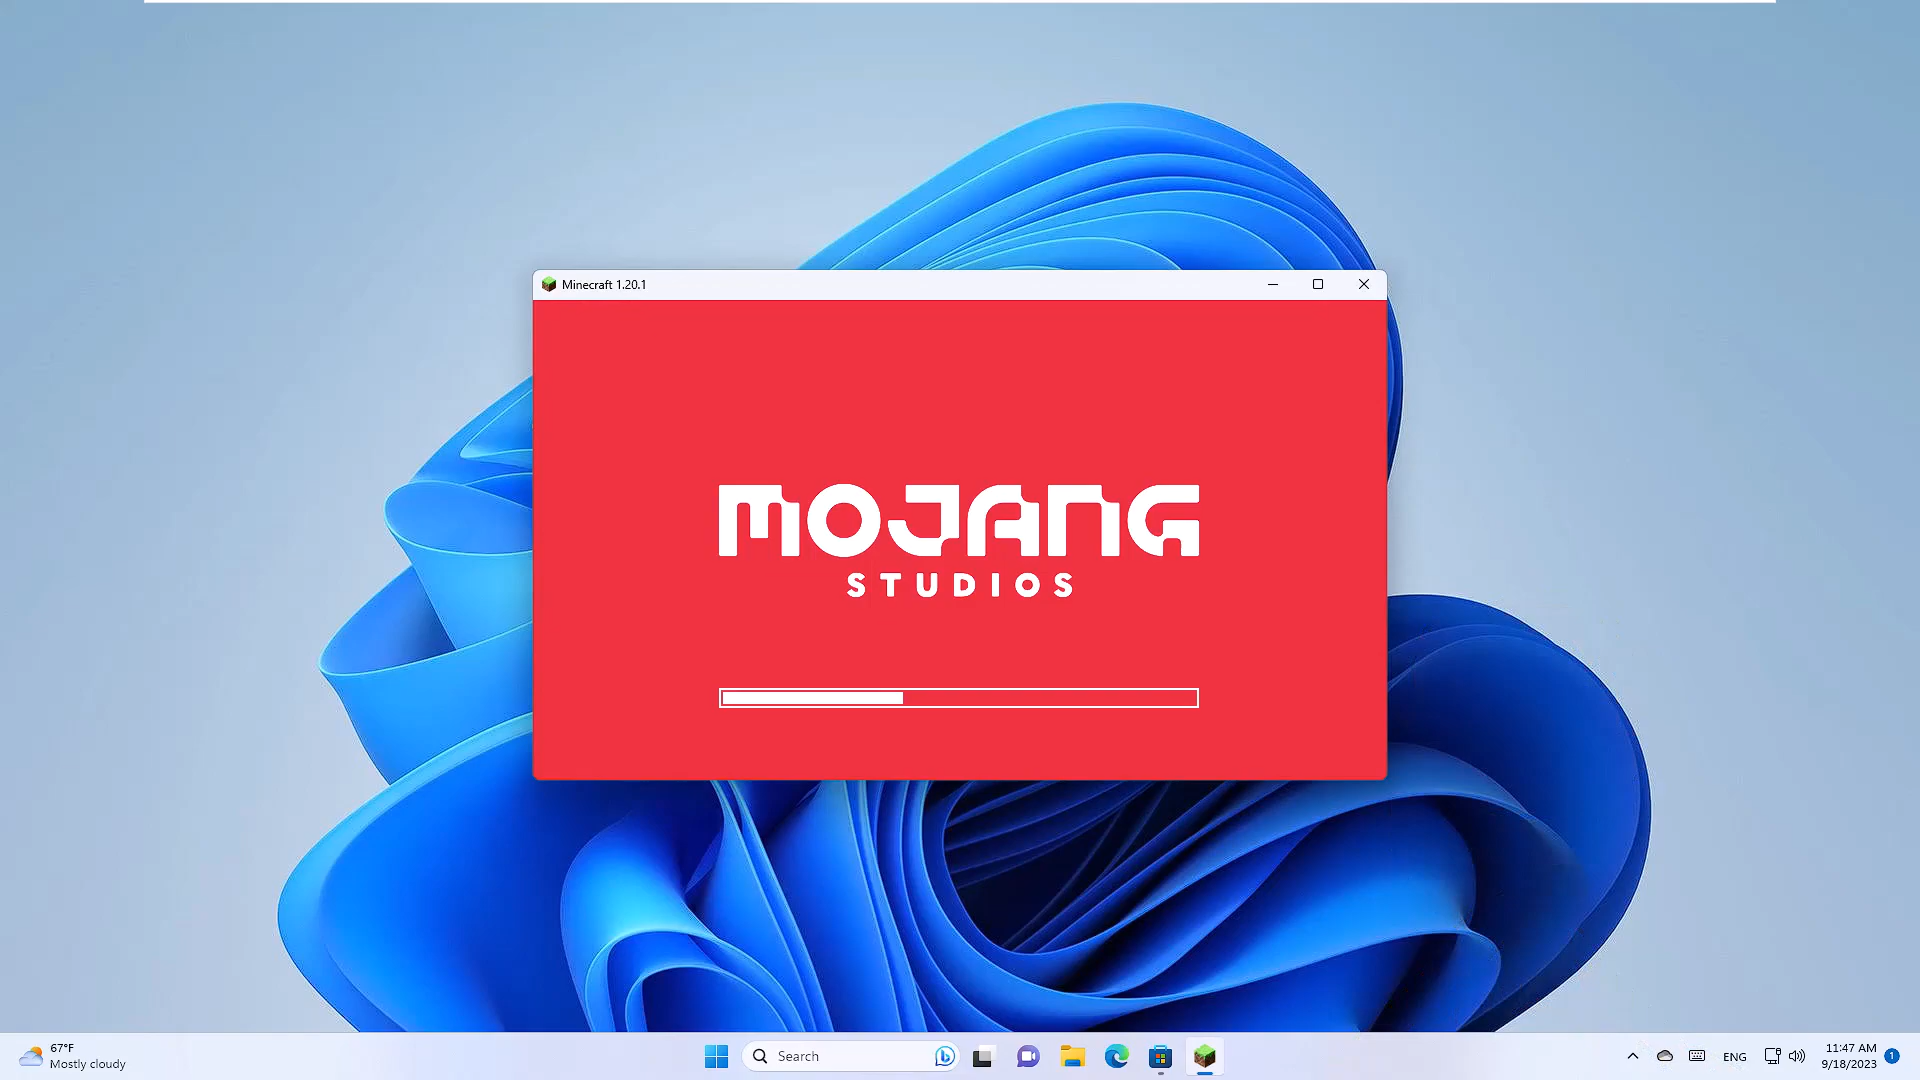 Minecraft 1.20.1
MOJANG
STUDIOS
67°F
Mostly cloudy
Search
ENG
11:47 AM
9/18/2023
1